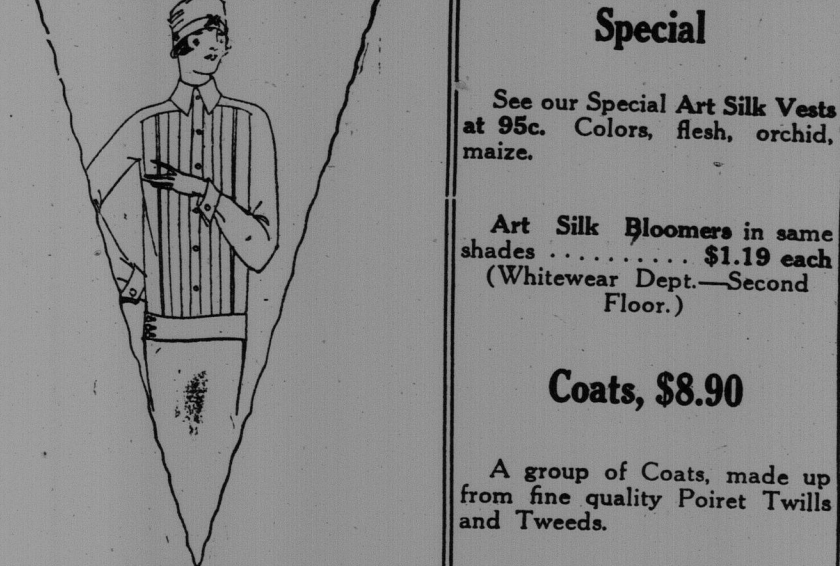 Special
See our Special Art Silk Vests
at 95c. Colors, flesh, orchid,
maize.
Art Silk Bloomers in same
shades .......... $1.19 each
(Whitewear Dept.—Second
Floor.)
Coats, $8.90
A group of Coats, made up
from fine quality Poiret Twills
and Tweeds.